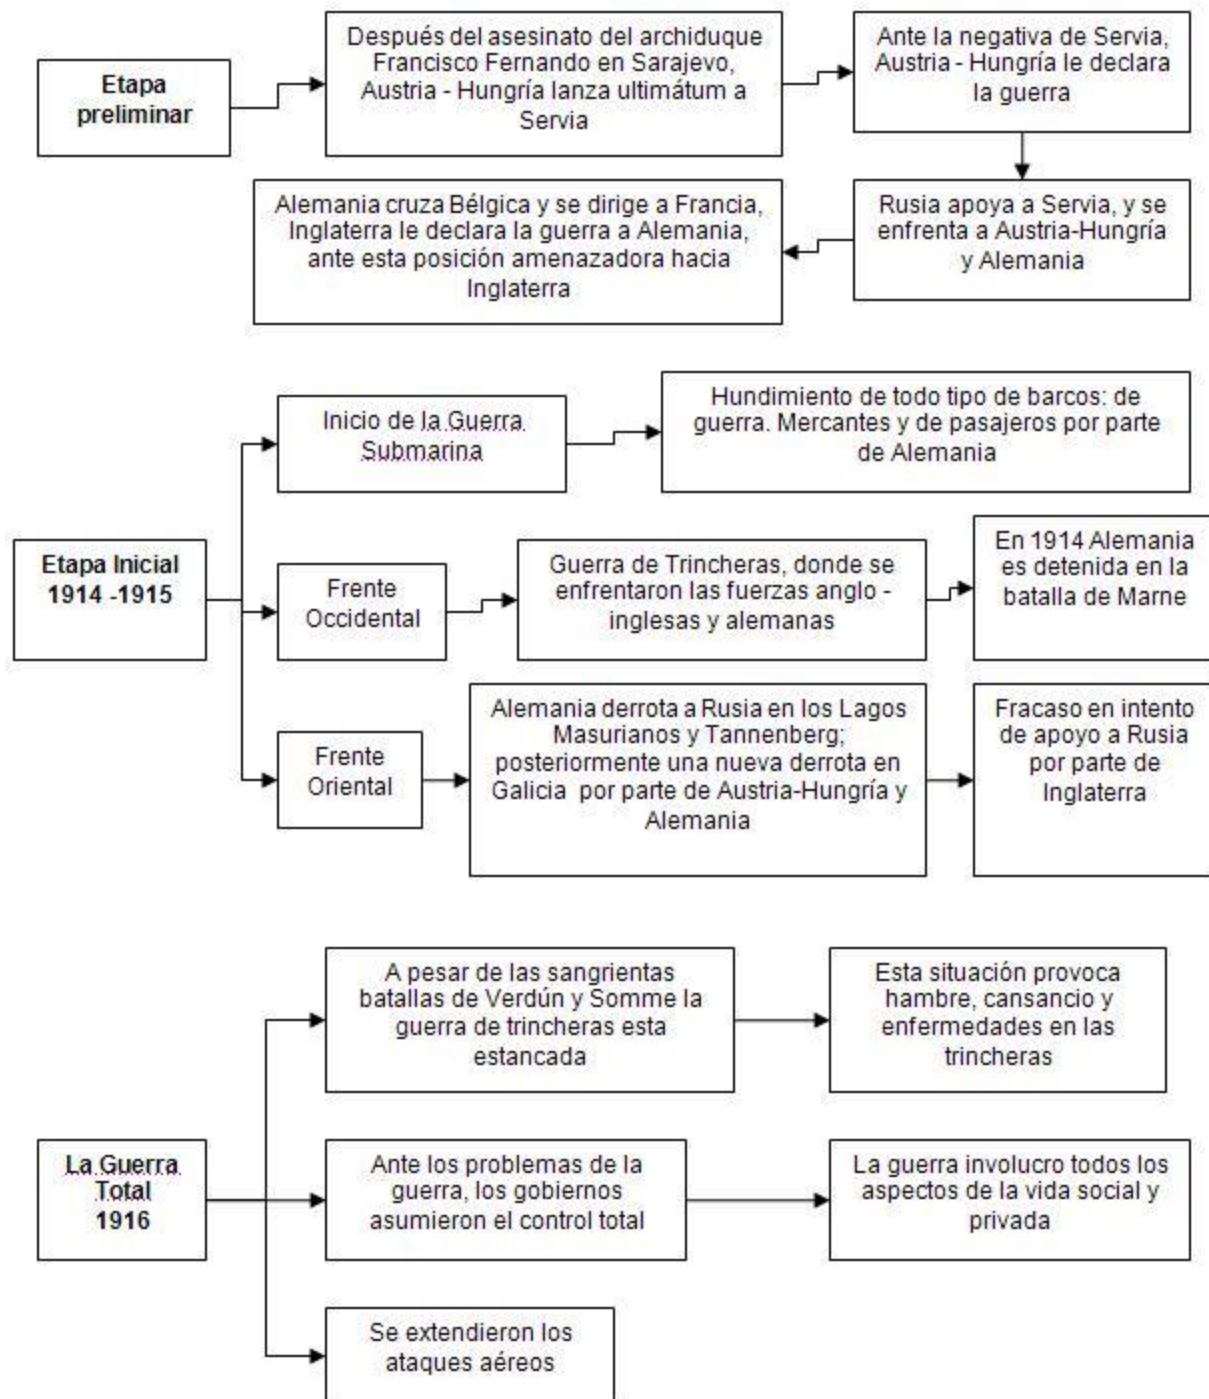 Etapa
preliminar
Después del asesinato del archiduque
Francisco Fernando en Sarajevo,
Austria - Hungría lanza ultimátum a
Servia
Ante la negativa de Servia,
Austria - Hungría le declara
la guerra
Rusia apoya a Servia, y se
enfrenta a Austria-Hungría
y Alemania
Alemania cruza Bélgica y se dirige a Francia,
Inglaterra le declara la guerra a Alemania,
ante esta posición amenazadora hacia
Inglaterra
Etapa Inicial
1914 -1915
Inicio de la Guerra
Submarina
Hundimiento de todo tipo de barcos: de
guerra. Mercantes y de pasajeros por parte
de Alemania
Frente
Occidental
Guerra de Trincheras, donde se
enfrentaron las fuerzas anglo -
inglesas y alemanas
En 1914 Alemania
es detenida en la
batalla de Marne
Frente
Oriental
Alemania derrota a Rusia en los Lagos
Masurianos y Tannenberg;
posteriormente una nueva derrota en
Galicia por parte de Austria-Hungría y
Alemania
Fracaso en intento
de apoyo a Rusia
por parte de
Inglaterra
La Guerra
Total
1916
A pesar de las sangrientas
batallas de Verdún y Somme la
guerra de trincheras esta
estancada
Esta situación provoca
hambre, cansancio y
enfermedades en las
trincheras
Ante los problemas de la
guerra, los gobiernos
asumieron el control total
La guerra involucro todos los
aspectos de la vida social y
privada
Se extendieron los
ataques aéreos